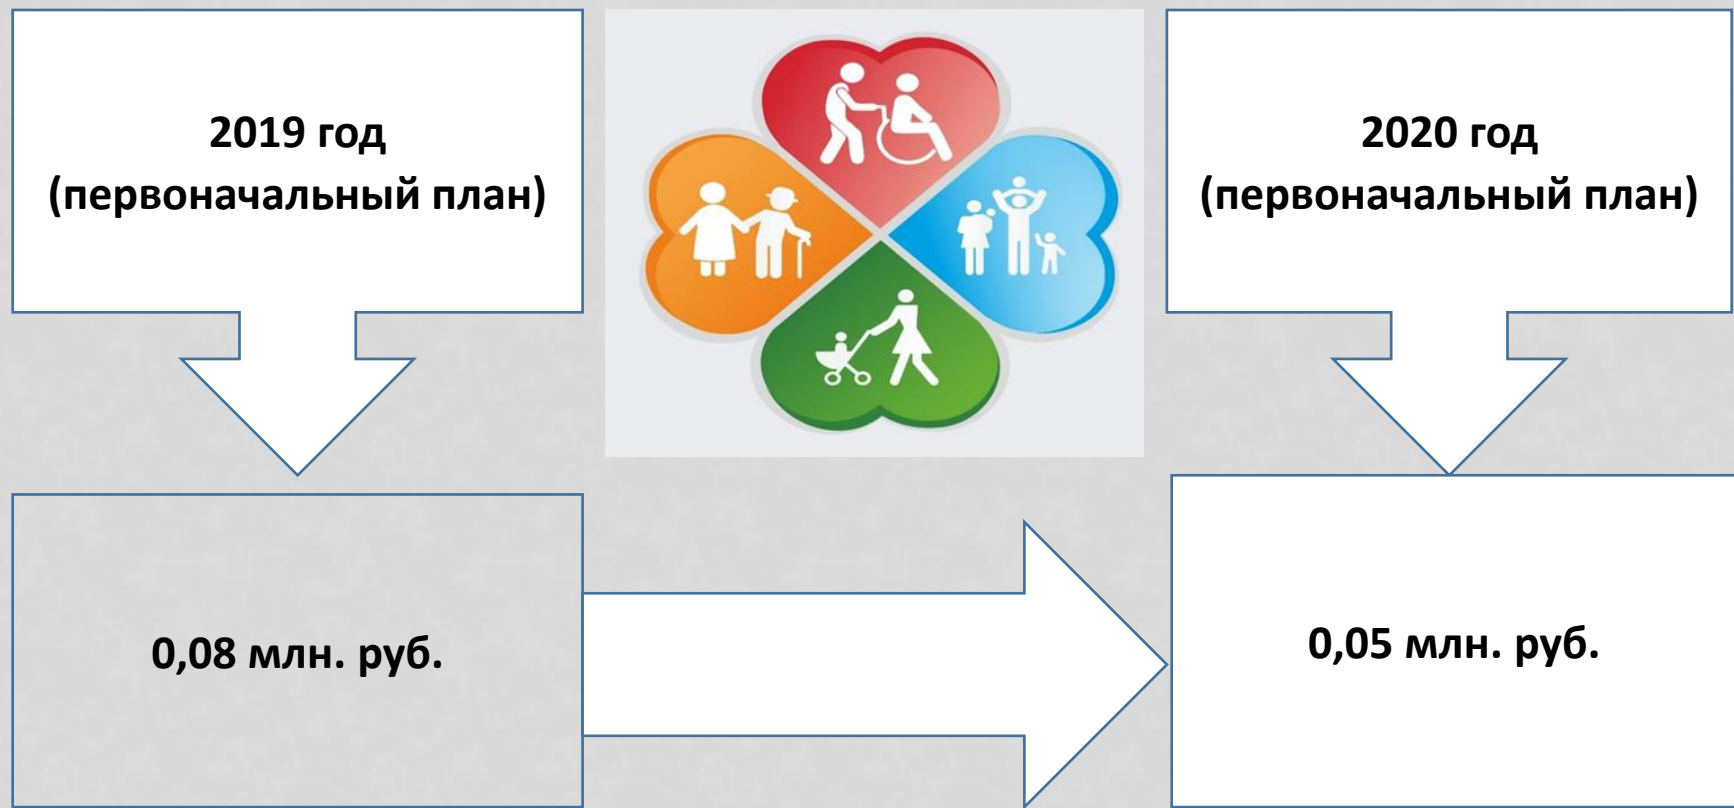 2019 год
(первоначальный план)
2020 год
(первоначальный план)
0,08 млн. руб.
0,05 млн. руб.